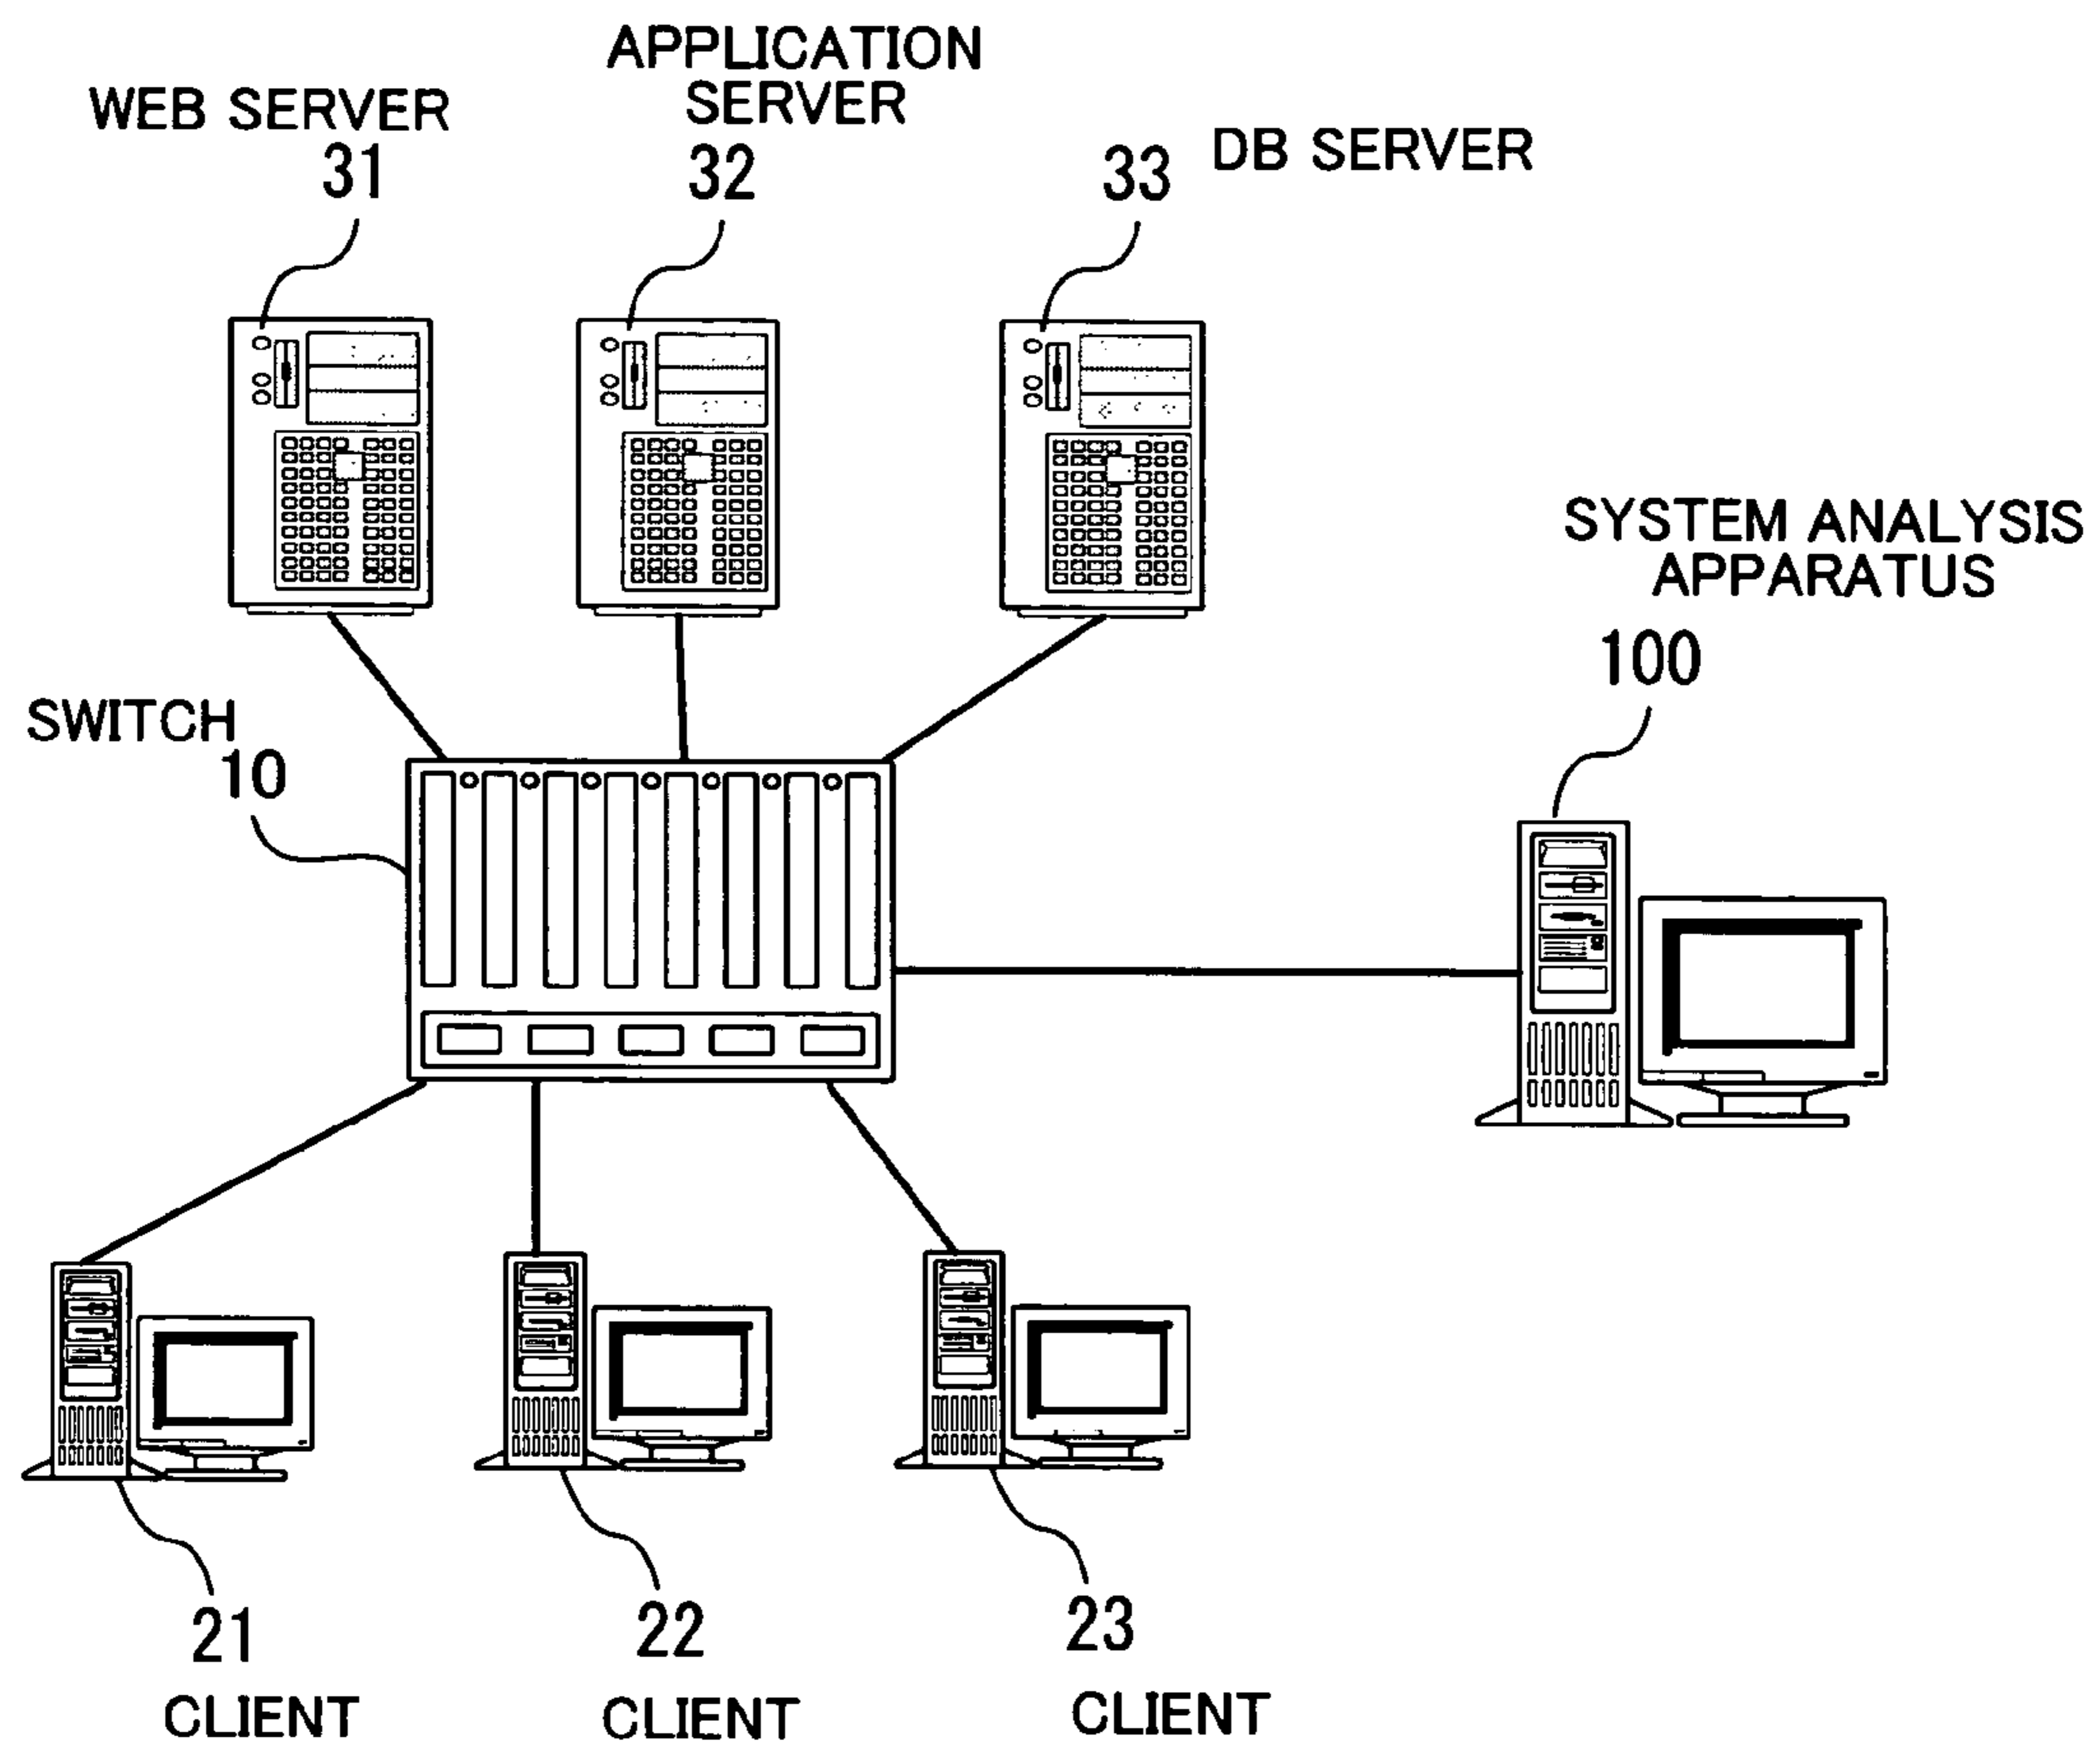 APPLICATION
SERVER
32
WEB SERVER
31
DB SERVER
33
SYSTEM ANALYSIS
APPARATUS
100
SWITCH
10
21
CLIENT
22
CLIENT
23
CLIENT